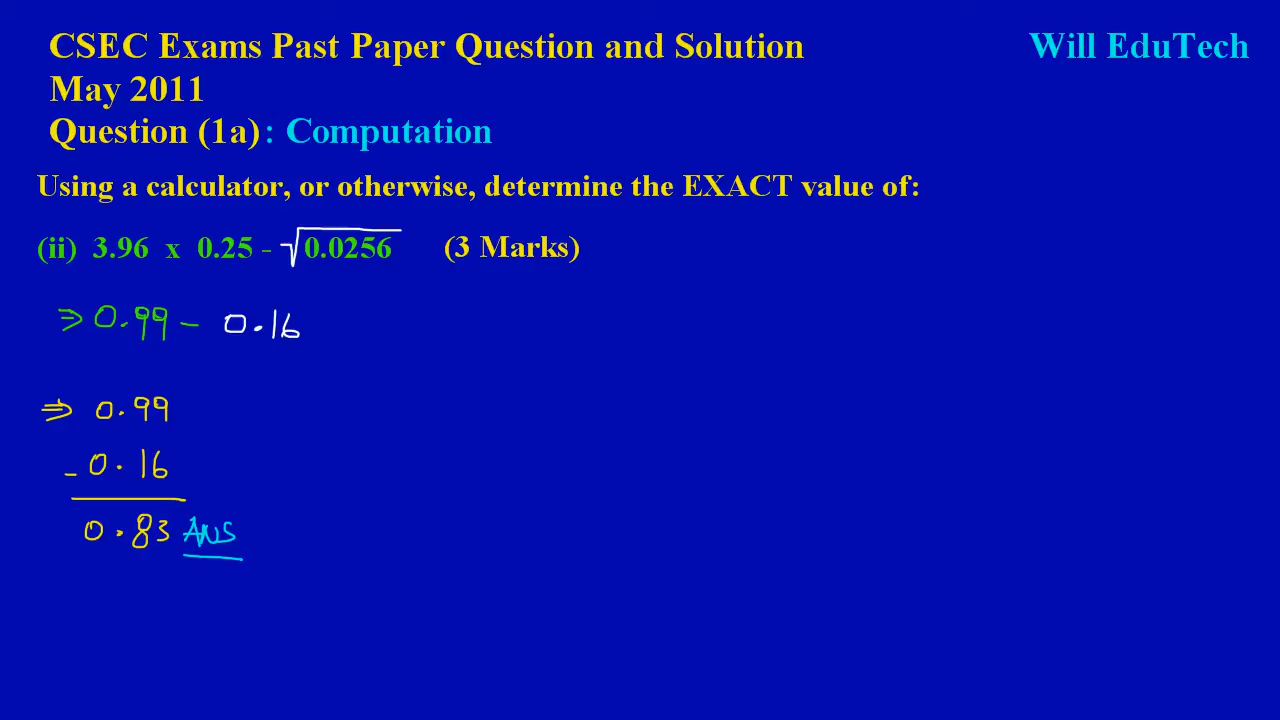 CSEC Exams Past Paper Question and Solution Will EduTech
May 2011
Question (1a): Computation
Using a calculator, or otherwise, determine the EXACT value of:
(ii) 3.96 x 0.25 - √0.0256 (3 Marks)
⇒ 0.99 - 0.16
⇒ 0.99
- 0.16
0.83 ANS